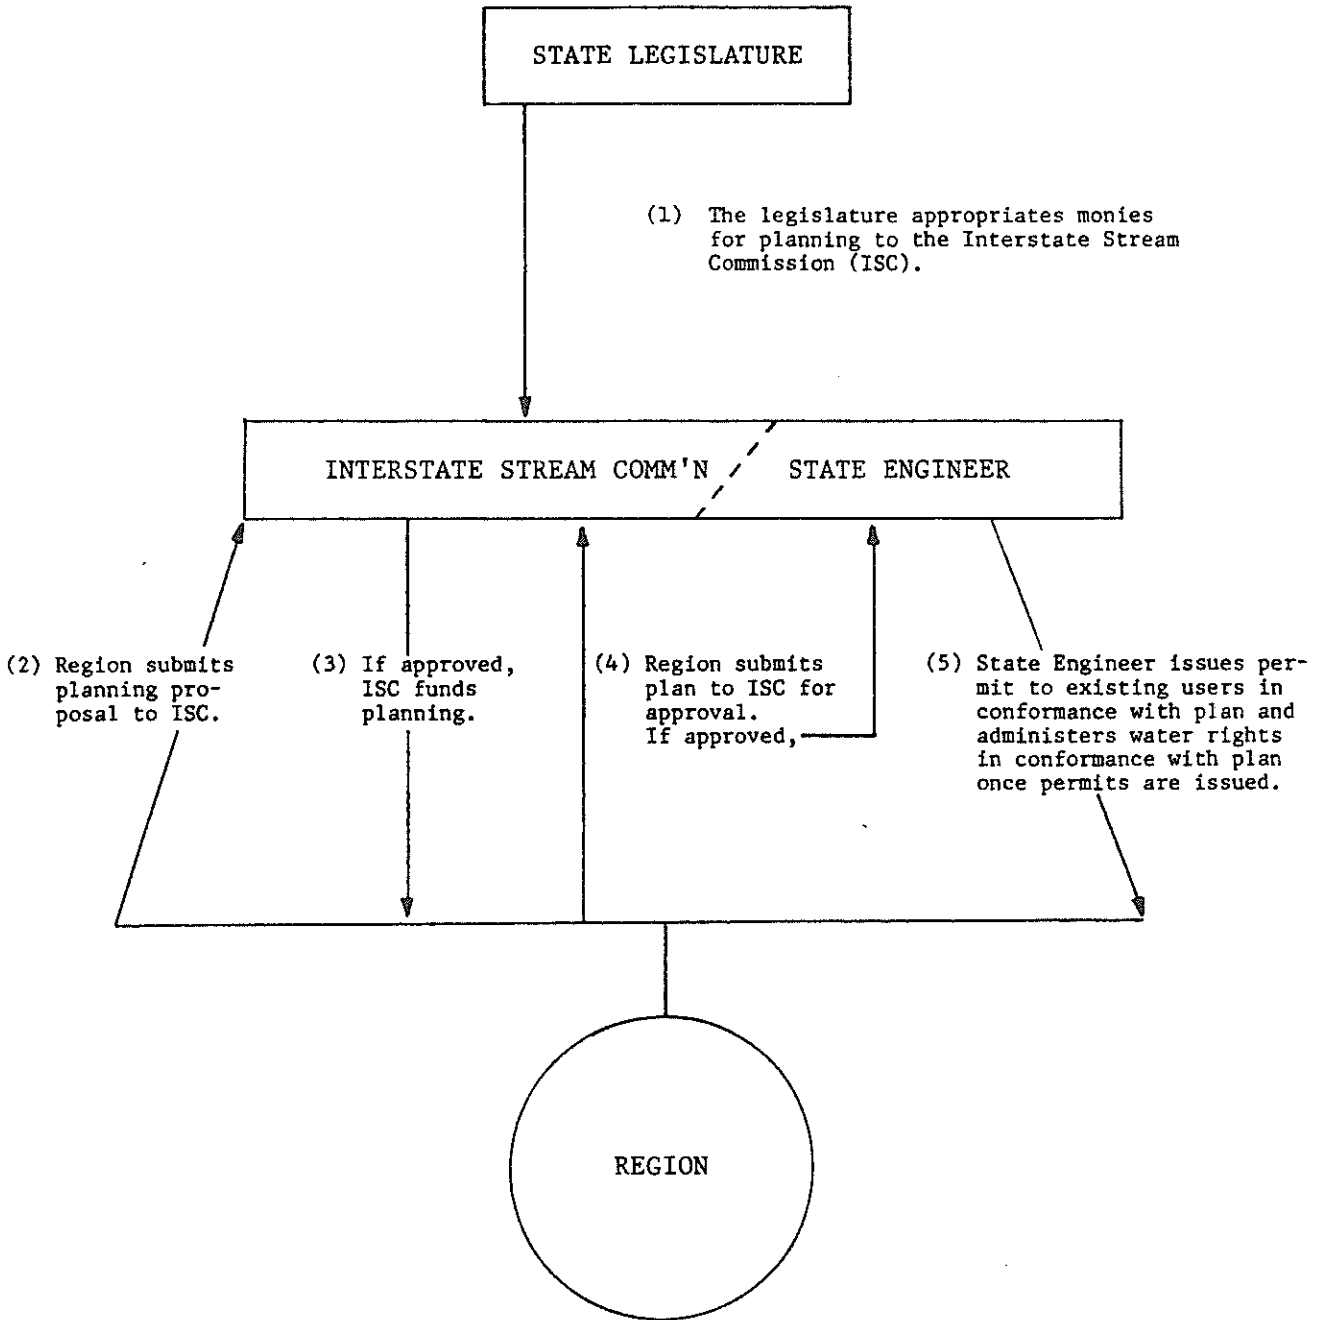 STATE LEGISLATURE
(1) The legislature appropriates monies
for planning to the Interstate Stream
Commission (ISC).
INTERSTATE STREAM COMM'N
STATE ENGINEER
(2) Region submits
planning pro-
posal to ISC.
(3) If approved,
ISC funds
planning.
(4) Region submits
plan to ISC for
approval.
If approved,
(5) State Engineer issues per-
mit to existing users in
conformance with plan and
administers water rights
in conformance with plan
once permits are issued.
REGION